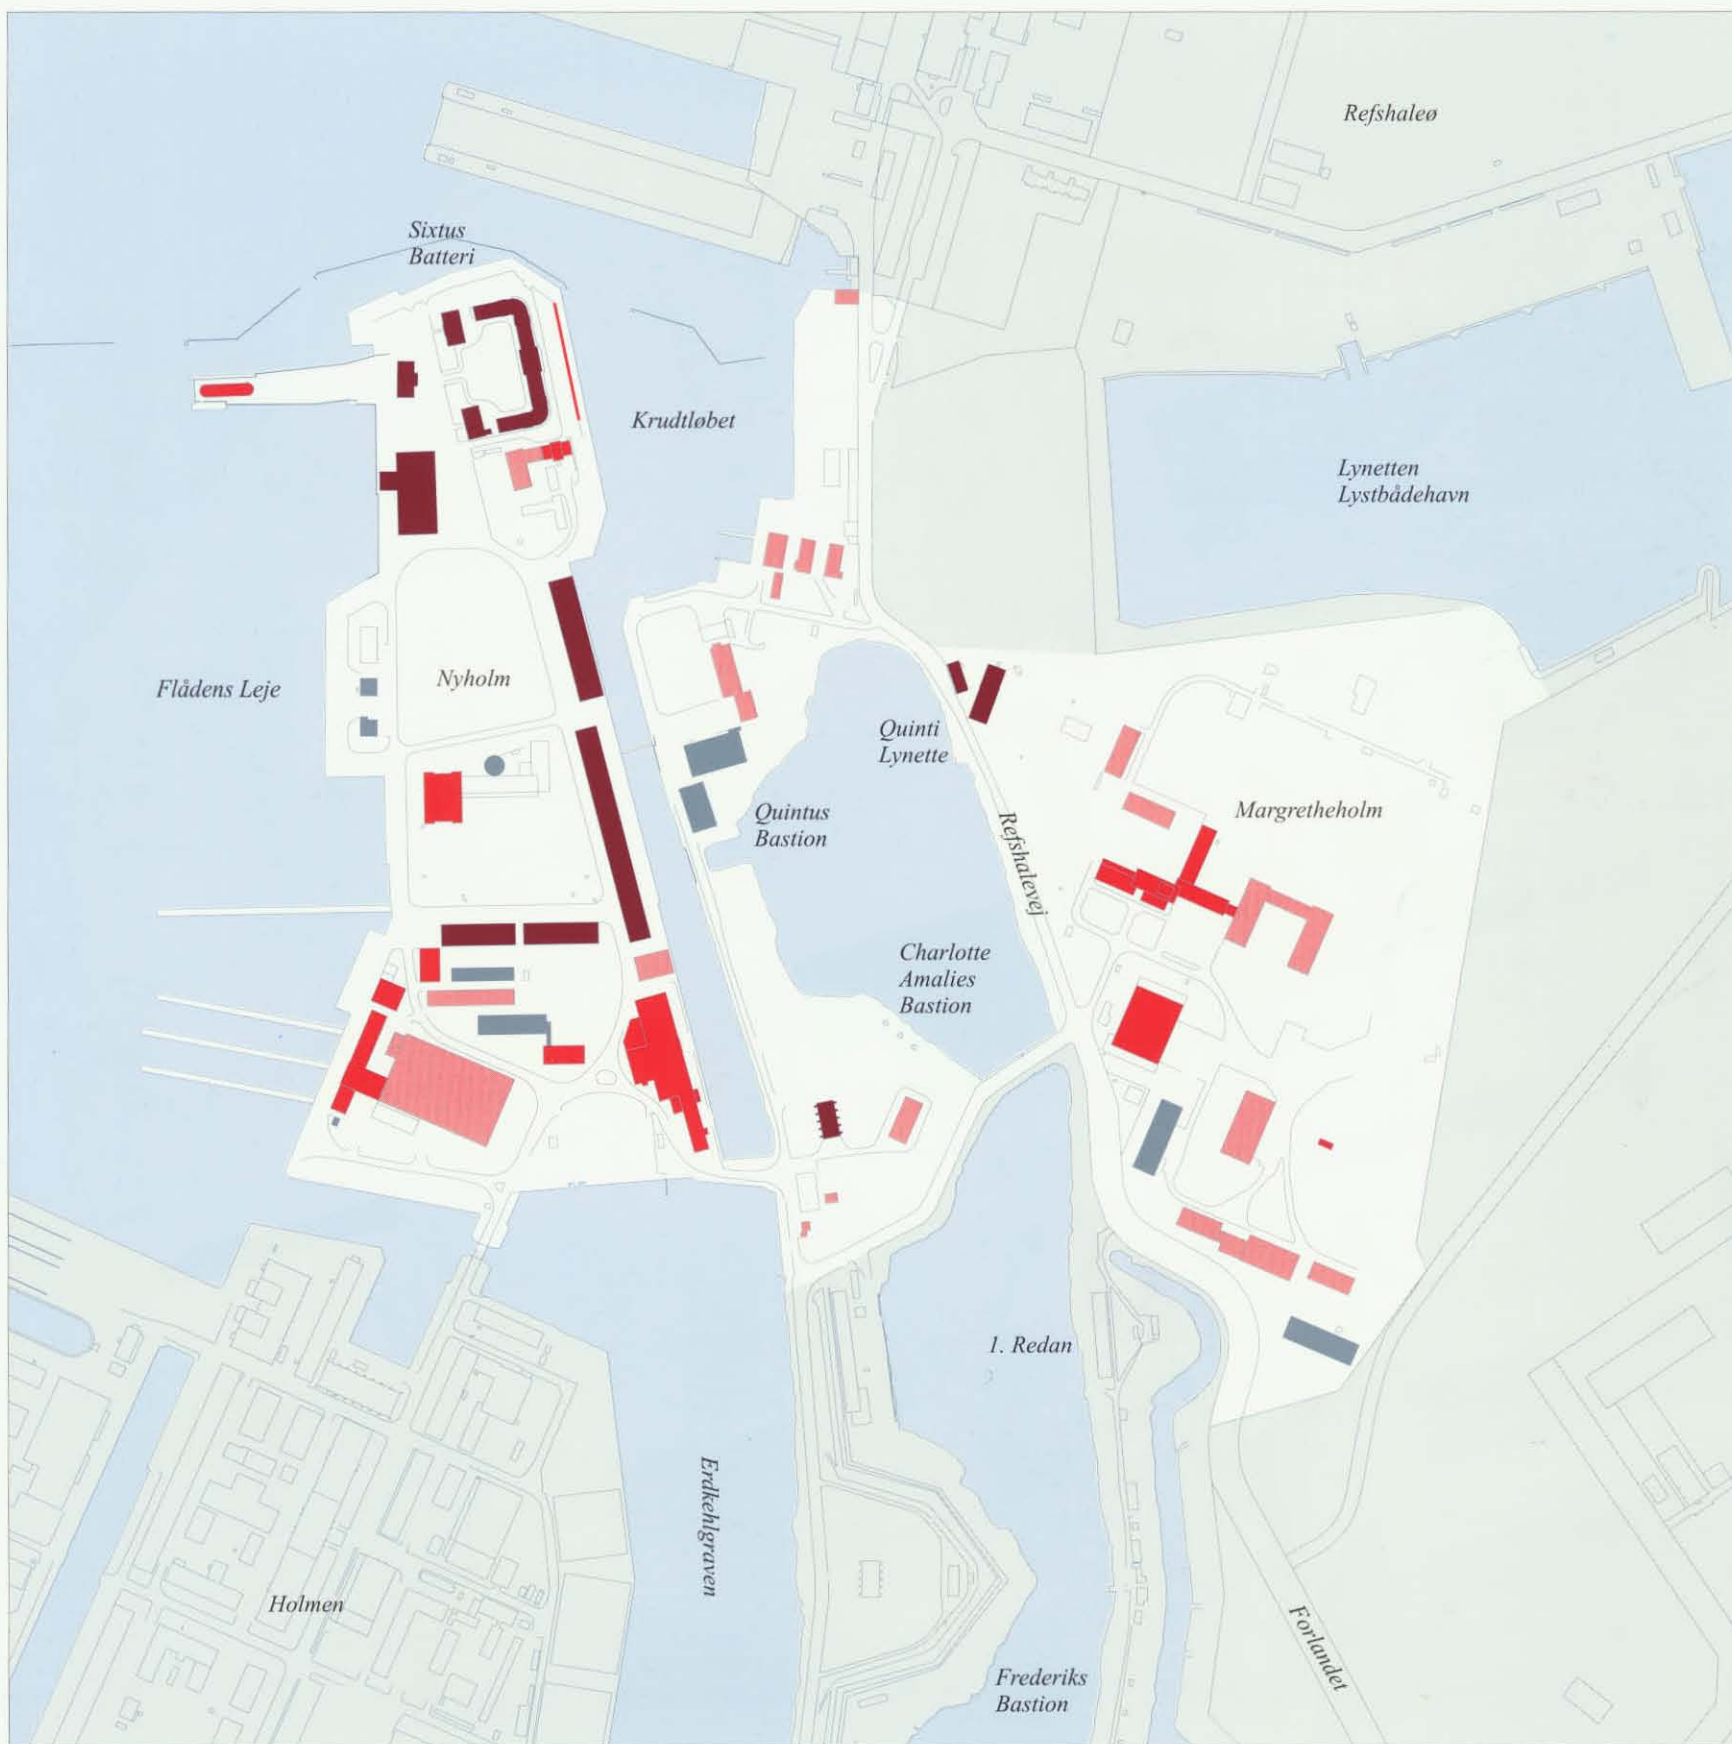 Refshaleø
Sixtus
Batteri
Krudtløbet
Lynetten
Lystbådehavn
Flådens Leje
Nyholm
Quinti
Lynette
Quintus
Bastion
Refshalevej
Margretheholm
Charlotte
Amalies
Bastion
1. Redan
Erdkehlgraven
Holmen
Forlandet
Frederiks
Bastion